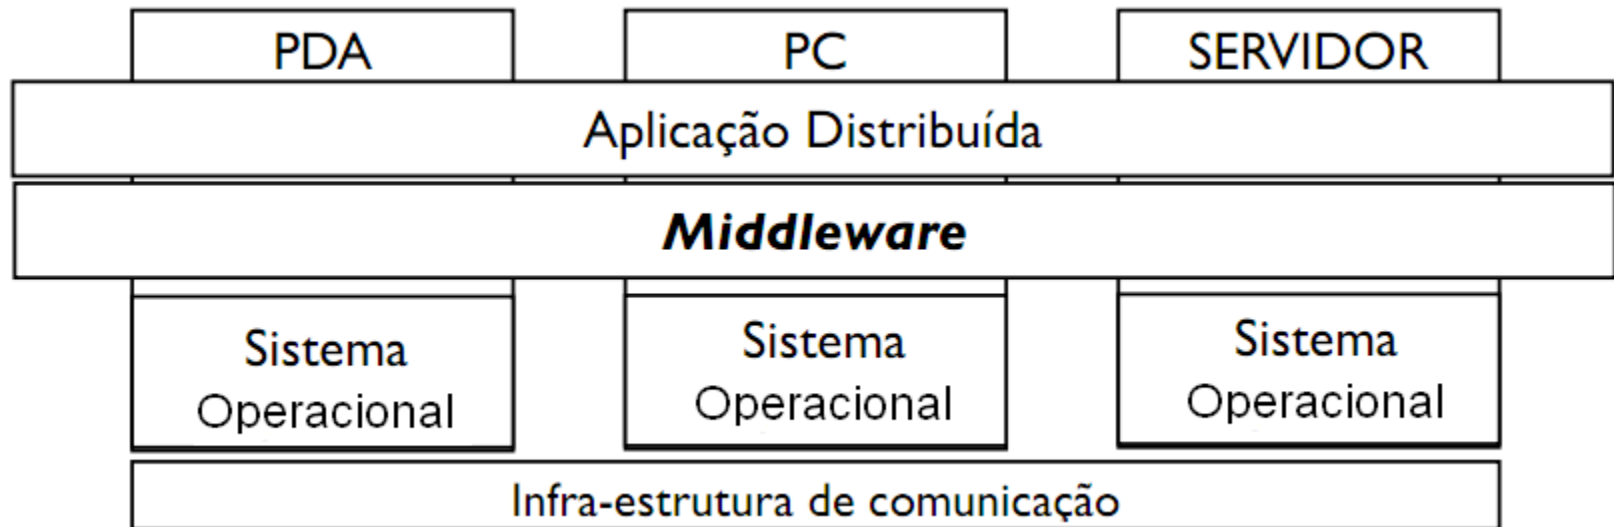 PDA
PC
SERVIDOR
Aplicação Distribuída
Middleware
Sistema
Operacional
Sistema
Operacional
Sistema
Operacional
Infra-estrutura de comunicação